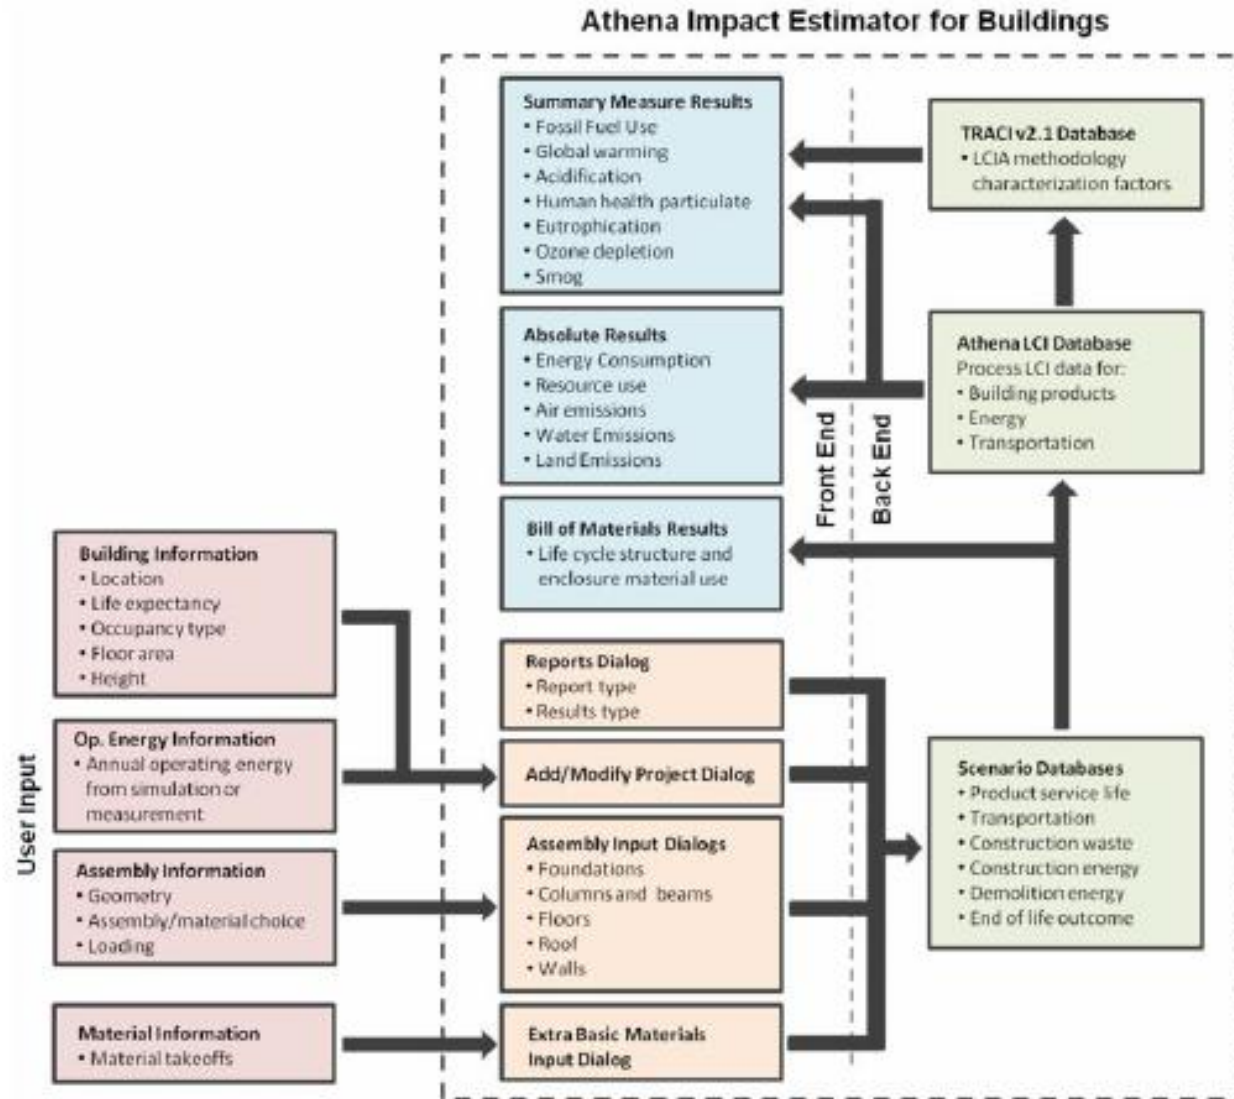 Athena Impact Estimator for Buildings
Summary Measure Results
• Fossil Fuel Use
• Global warming
• Acidification
• Human health particulate
• Eutrophication
• Ozone depletion
• Smog
TRACI v2.1 Database
• LCIA methodology
characterization factors
Absolute Results
• Energy Consumption
• Resource use
• Air emissions
• Water Emissions
• Land Emissions
Athena LCI Database
Process LCI data for:
• Building products
• Energy
• Transportation
Front End
Back End
Bill of Materials Results
• Life cycle structure and
enclosure material use
User Input
Building Information
• Location
• Life expectancy
• Occupancy type
• Floor area
• Height
Op. Energy Information
• Annual operating energy
from simulation or
measurement
Assembly Information
• Geometry
• Assembly/material choice
• Loading
Material Information
• Material takeoffs
Reports Dialog
• Report type
• Results type
Add/Modify Project Dialog
Assembly Input Dialogs
• Foundations
• Columns and beams
• Floors
• Roof
• Walls
Extra Basic Materials
Input Dialog
Scenario Databases
• Product service life
• Transportation
• Construction waste
• Construction energy
• Demolition energy
• End of life outcome